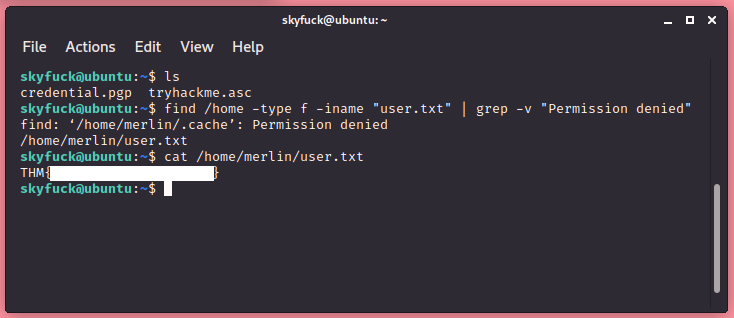 skyfuck@ubuntu: ~
File Actions Edit View Help
skyfuck@ubuntu:~$ ls
credential.pgp  tryhackme.asc
skyfuck@ubuntu:~$ find /home -type f -iname "user.txt" | grep -v "Permission denied"
find: ‘/home/merlin/.cache’: Permission denied
/home/merlin/user.txt
skyfuck@ubuntu:~$ cat /home/merlin/user.txt
THM{}
skyfuck@ubuntu:~$